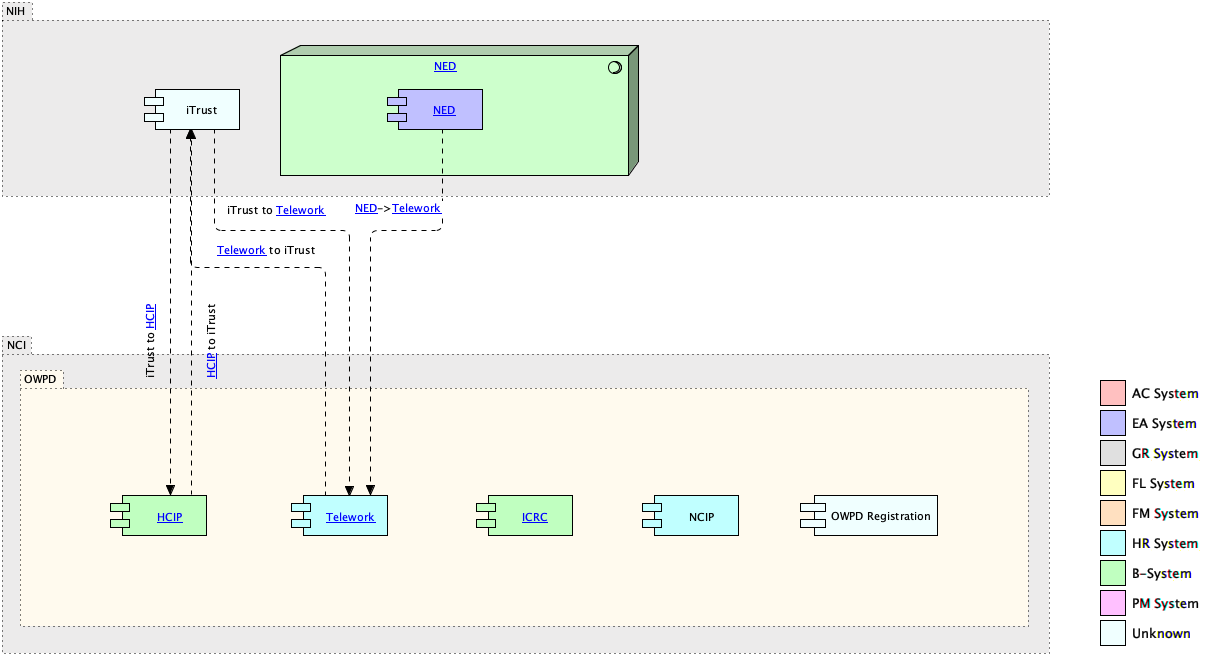 NIH
NED
iTrust
NED
iTrust to Telework
NED->Telework
Telework to iTrust
iTrust to HCIP
HCIP to iTrust
NCI
OWPD
HCIP
Telework
ICRC
NCIP
OWPD Registration
AC System
EA System
GR System
FL System
FM System
HR System
B-System
PM System
Unknown